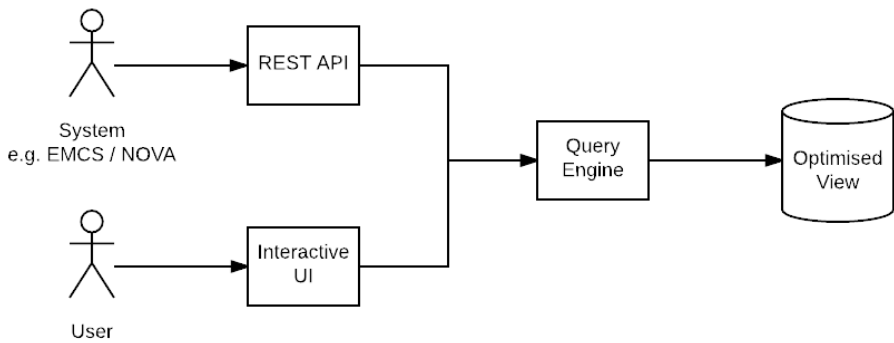 REST API
System
e.g. EMCS / NOVA
Query
Engine
Optimised
View
Interactive
UI
User